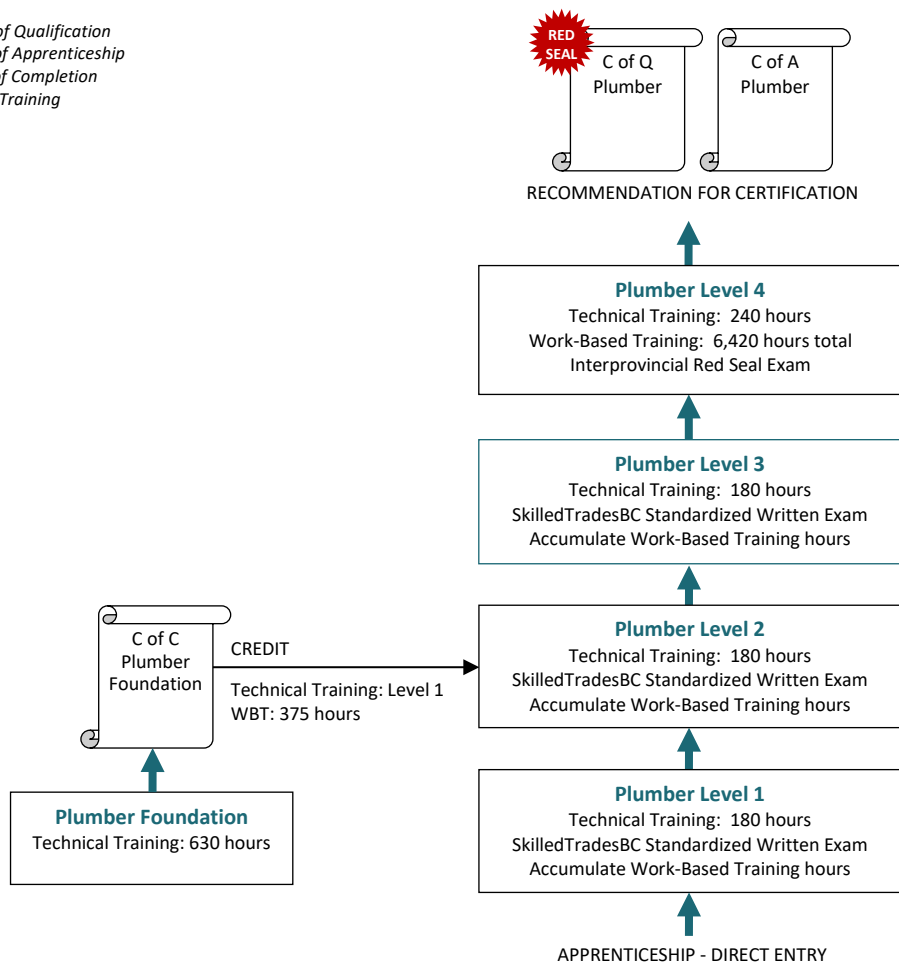 of Qualification
of Apprenticeship
of Completion
Training
RED
SEAL
C of Q
Plumber
C of A
Plumber
RECOMMENDATION FOR CERTIFICATION
Plumber Level 4
Technical Training: 240 hours
Work-Based Training: 6,420 hours total
Interprovincial Red Seal Exam
Plumber Level 3
Technical Training: 180 hours
SkilledTradesBC Standardized Written Exam
Accumulate Work-Based Training hours
C of C
Plumber
Foundation
CREDIT
Technical Training: Level 1
WBT: 375 hours
Plumber Level 2
Technical Training: 180 hours
SkilledTradesBC Standardized Written Exam
Accumulate Work-Based Training hours
Plumber Foundation
Technical Training: 630 hours
Plumber Level 1
Technical Training: 180 hours
SkilledTradesBC Standardized Written Exam
Accumulate Work-Based Training hours
APPRENTICESHIP - DIRECT ENTRY